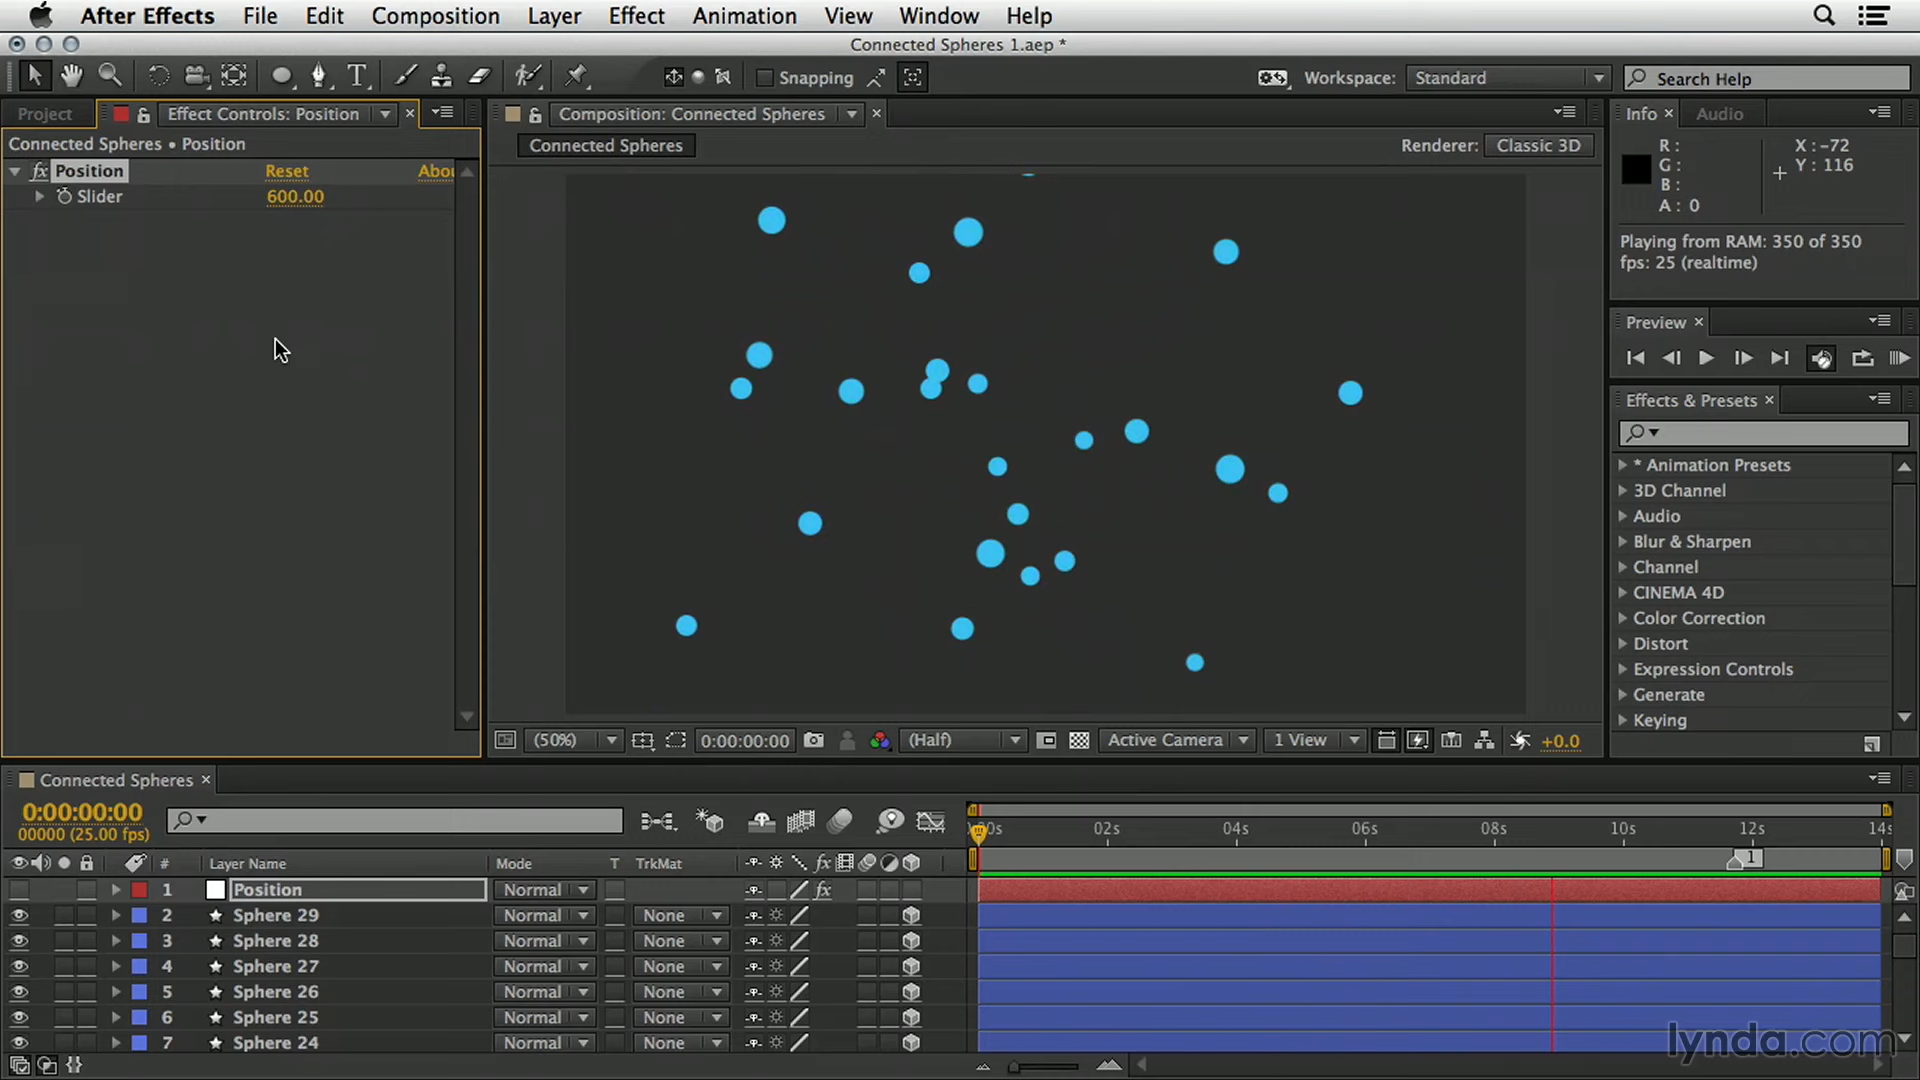 After Effects File Edit Composition Layer Effect Animation View Window Help
Connected Spheres 1.aep *
T Snapping Workspace: Standard Search Help
Project Effect Controls: Position
Connected Spheres • Position
fx Position Reset Abou
Slider 600.00
Composition: Connected Spheres
Connected Spheres Renderer: Classic 3D
Info Audio
R : X : -72
G : Y : 116
B :
A : 0
Playing from RAM: 350 of 350
fps: 25 (realtime)
Preview
Effects & Presets
* Animation Presets
3D Channel
Audio
Blur & Sharpen
Channel
CINEMA 4D
Color Correction
Distort
Expression Controls
Generate
Keying
(50%) 0:00:00:00 (Half) Active Camera 1 View +0.0
Connected Spheres
0:00:00:00
00000 (25.00 fps)
:00s 02s 04s 06s 08s 10s 12s 14s
# Layer Name Mode T TrkMat fx
1
1 Position Normal fx
2 Sphere 29 Normal None
3 Sphere 28 Normal None
4 Sphere 27 Normal None
5 Sphere 26 Normal None
6 Sphere 25 Normal None
7 Sphere 24 Normal None
lynda.com